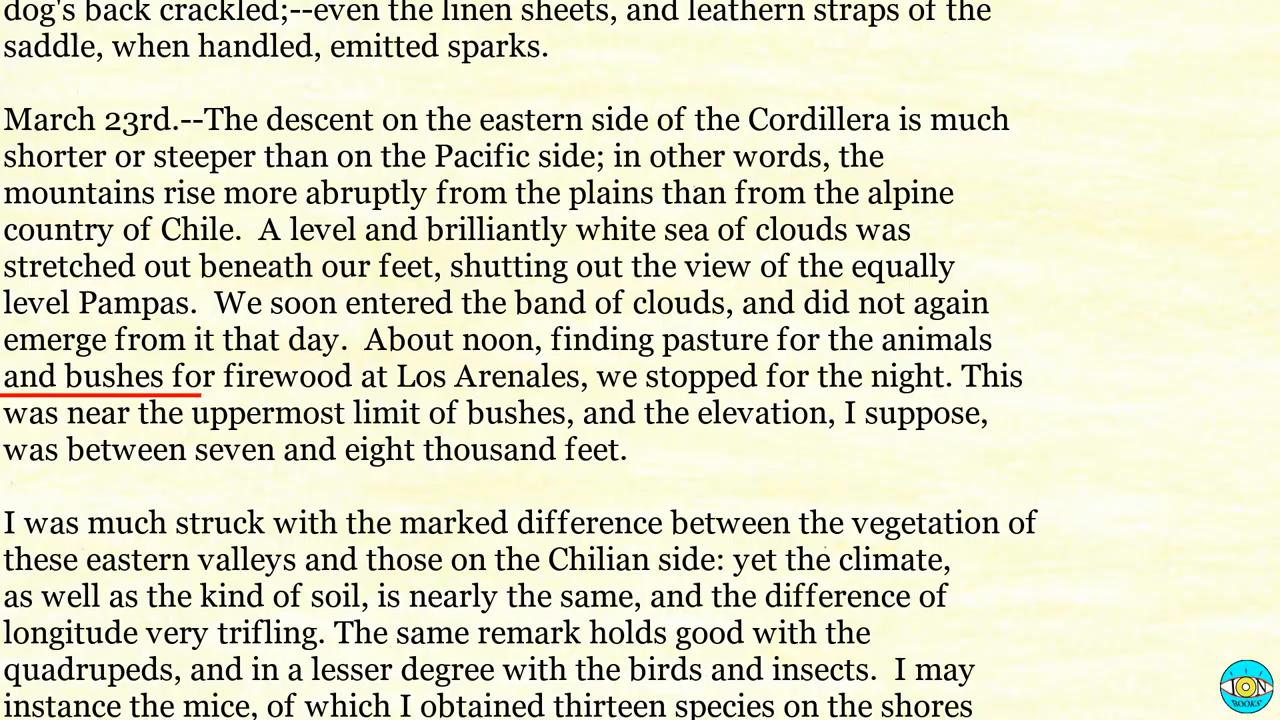 dog's back crackled;--even the linen sheets, and leathern straps of the
saddle, when handled, emitted sparks.
March 23rd.--The descent on the eastern side of the Cordillera is much
shorter or steeper than on the Pacific side; in other words, the
mountains rise more abruptly from the plains than from the alpine
country of Chile.  A level and brilliantly white sea of clouds was
stretched out beneath our feet, shutting out the view of the equally
level Pampas.  We soon entered the band of clouds, and did not again
emerge from it that day.  About noon, finding pasture for the animals
and bushes for firewood at Los Arenales, we stopped for the night. This
was near the uppermost limit of bushes, and the elevation, I suppose,
was between seven and eight thousand feet.
I was much struck with the marked difference between the vegetation of
these eastern valleys and those on the Chilian side: yet the climate,
as well as the kind of soil, is nearly the same, and the difference of
longitude very trifling. The same remark holds good with the
quadrupeds, and in a lesser degree with the birds and insects.  I may
instance the mice, of which I obtained thirteen species on the shores
ION
BOOKS